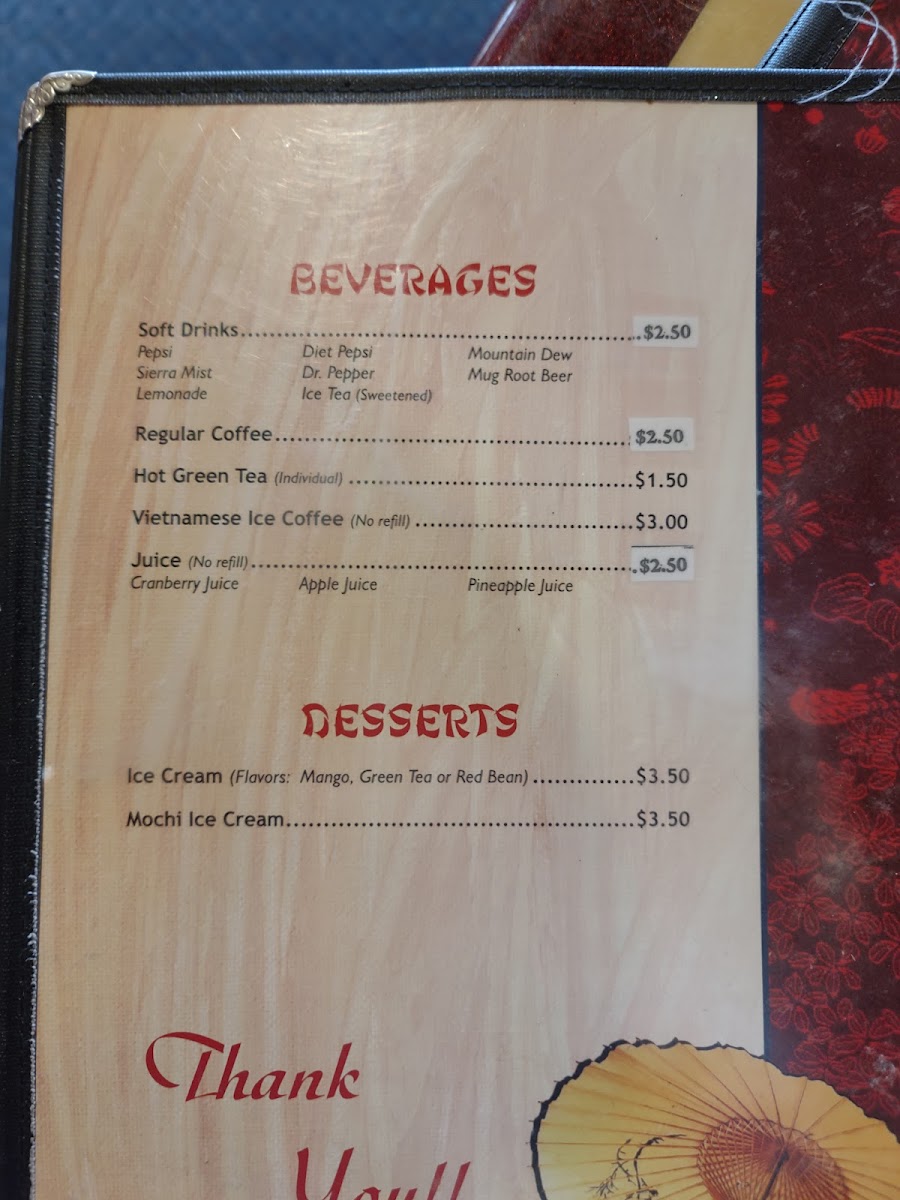 BEVERAGES
Soft Drinks........................................................$2.50
Pepsi Diet Pepsi Mountain Dew
Sierra Mist Dr. Pepper Mug Root Beer
Lemonade Ice Tea (Sweetened)
Regular Coffee..................................................$2.50
Hot Green Tea (Individual) ........................................$1.50
Vietnamese Ice Coffee (No refill) ...............................$3.00
Juice (No refill).....................................................$2.50
Cranberry Juice Apple Juice Pineapple Juice
DESSERTS
Ice Cream (Flavors: Mango, Green Tea or Red Bean) ..............$3.50
Mochi Ice Cream................................................$3.50
Thank
You!!